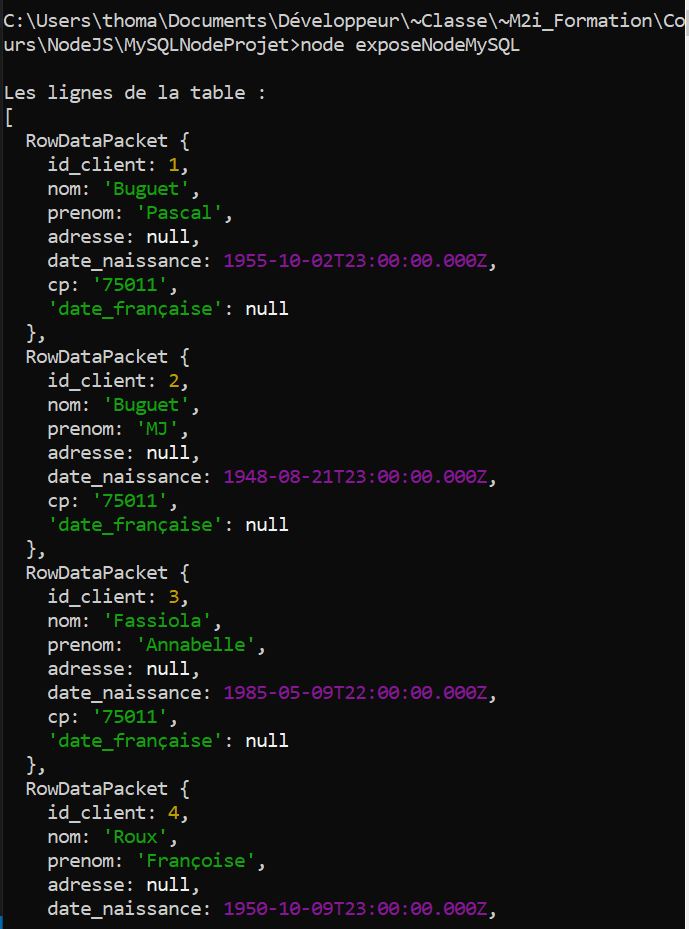 C:\Users\thoma\Documents\Développeur\~Classe\~M2i_Formation\Co
urs\NodeJS\MySQLNodeProjet>node exposeNodeMySQL
Les lignes de la table :
[
  RowDataPacket {
    id_client: 1,
    nom: 'Buguet',
    prenom: 'Pascal',
    adresse: null,
    date_naissance: 1955-10-02T23:00:00.000Z,
    cp: '75011',
    'date_française': null
  },
  RowDataPacket {
    id_client: 2,
    nom: 'Buguet',
    prenom: 'MJ',
    adresse: null,
    date_naissance: 1948-08-21T23:00:00.000Z,
    cp: '75011',
    'date_française': null
  },
  RowDataPacket {
    id_client: 3,
    nom: 'Fassiola',
    prenom: 'Annabelle',
    adresse: null,
    date_naissance: 1985-05-09T22:00:00.000Z,
    cp: '75011',
    'date_française': null
  },
  RowDataPacket {
    id_client: 4,
    nom: 'Roux',
    prenom: 'Françoise',
    adresse: null,
    date_naissance: 1950-10-09T23:00:00.000Z,